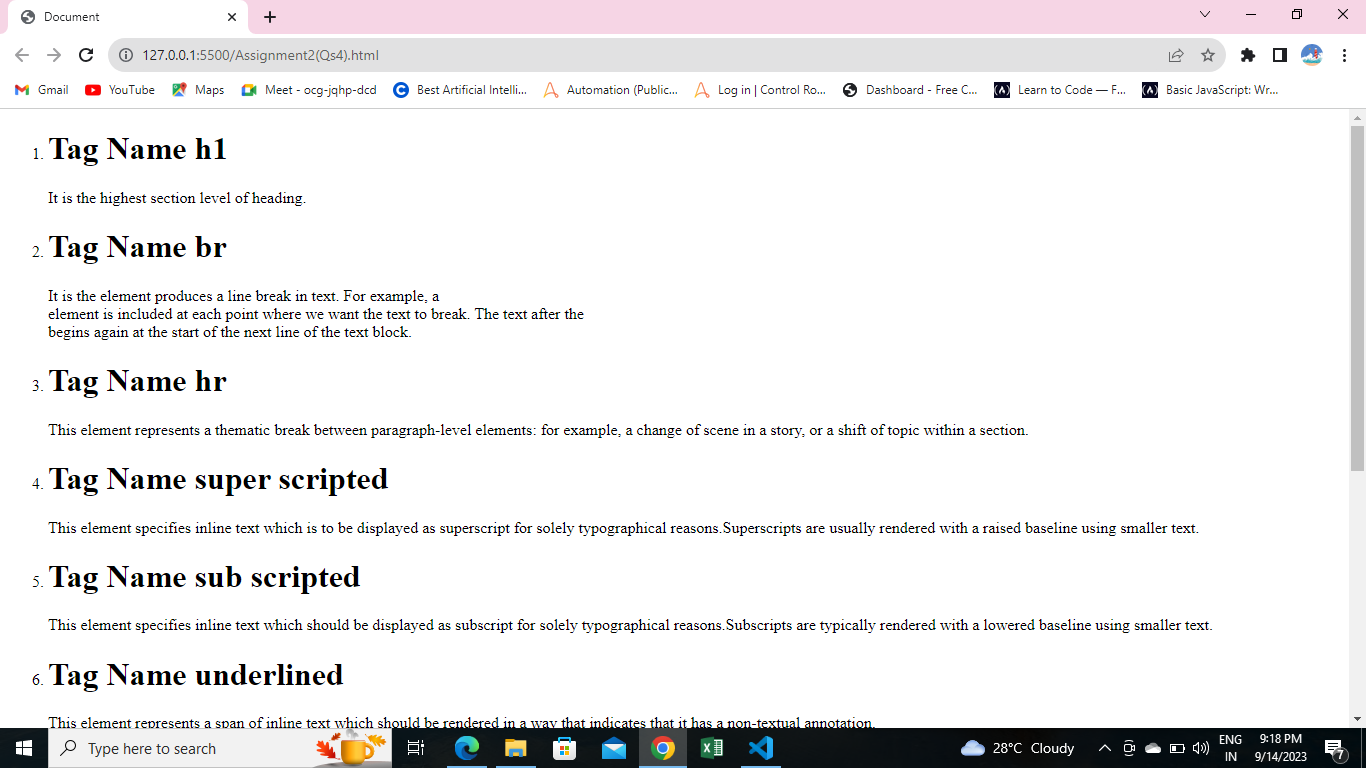 Document
127.0.0.1:5500/Assignment2(Qs4).html
Gmail YouTube Maps Meet - ocg-jqhp-dcd Best Artificial Intelli... Automation (Public... Log in | Control Ro... Dashboard - Free C... Learn to Code — F... Basic JavaScript: Wr...
1. Tag Name h1
It is the highest section level of heading.
2. Tag Name br
It is the element produces a line break in text. For example, a
element is included at each point where we want the text to break. The text after the
begins again at the start of the next line of the text block.
3. Tag Name hr
This element represents a thematic break between paragraph-level elements: for example, a change of scene in a story, or a shift of topic within a section.
4. Tag Name super scripted
This element specifies inline text which is to be displayed as superscript for solely typographical reasons.Superscripts are usually rendered with a raised baseline using smaller text.
5. Tag Name sub scripted
This element specifies inline text which should be displayed as subscript for solely typographical reasons.Subscripts are typically rendered with a lowered baseline using smaller text.
6. Tag Name underlined
This element represents a span of inline text which should be rendered in a way that indicates that it has a non-textual annotation.
Type here to search
28°C Cloudy
ENG
IN
9:18 PM
9/14/2023
7